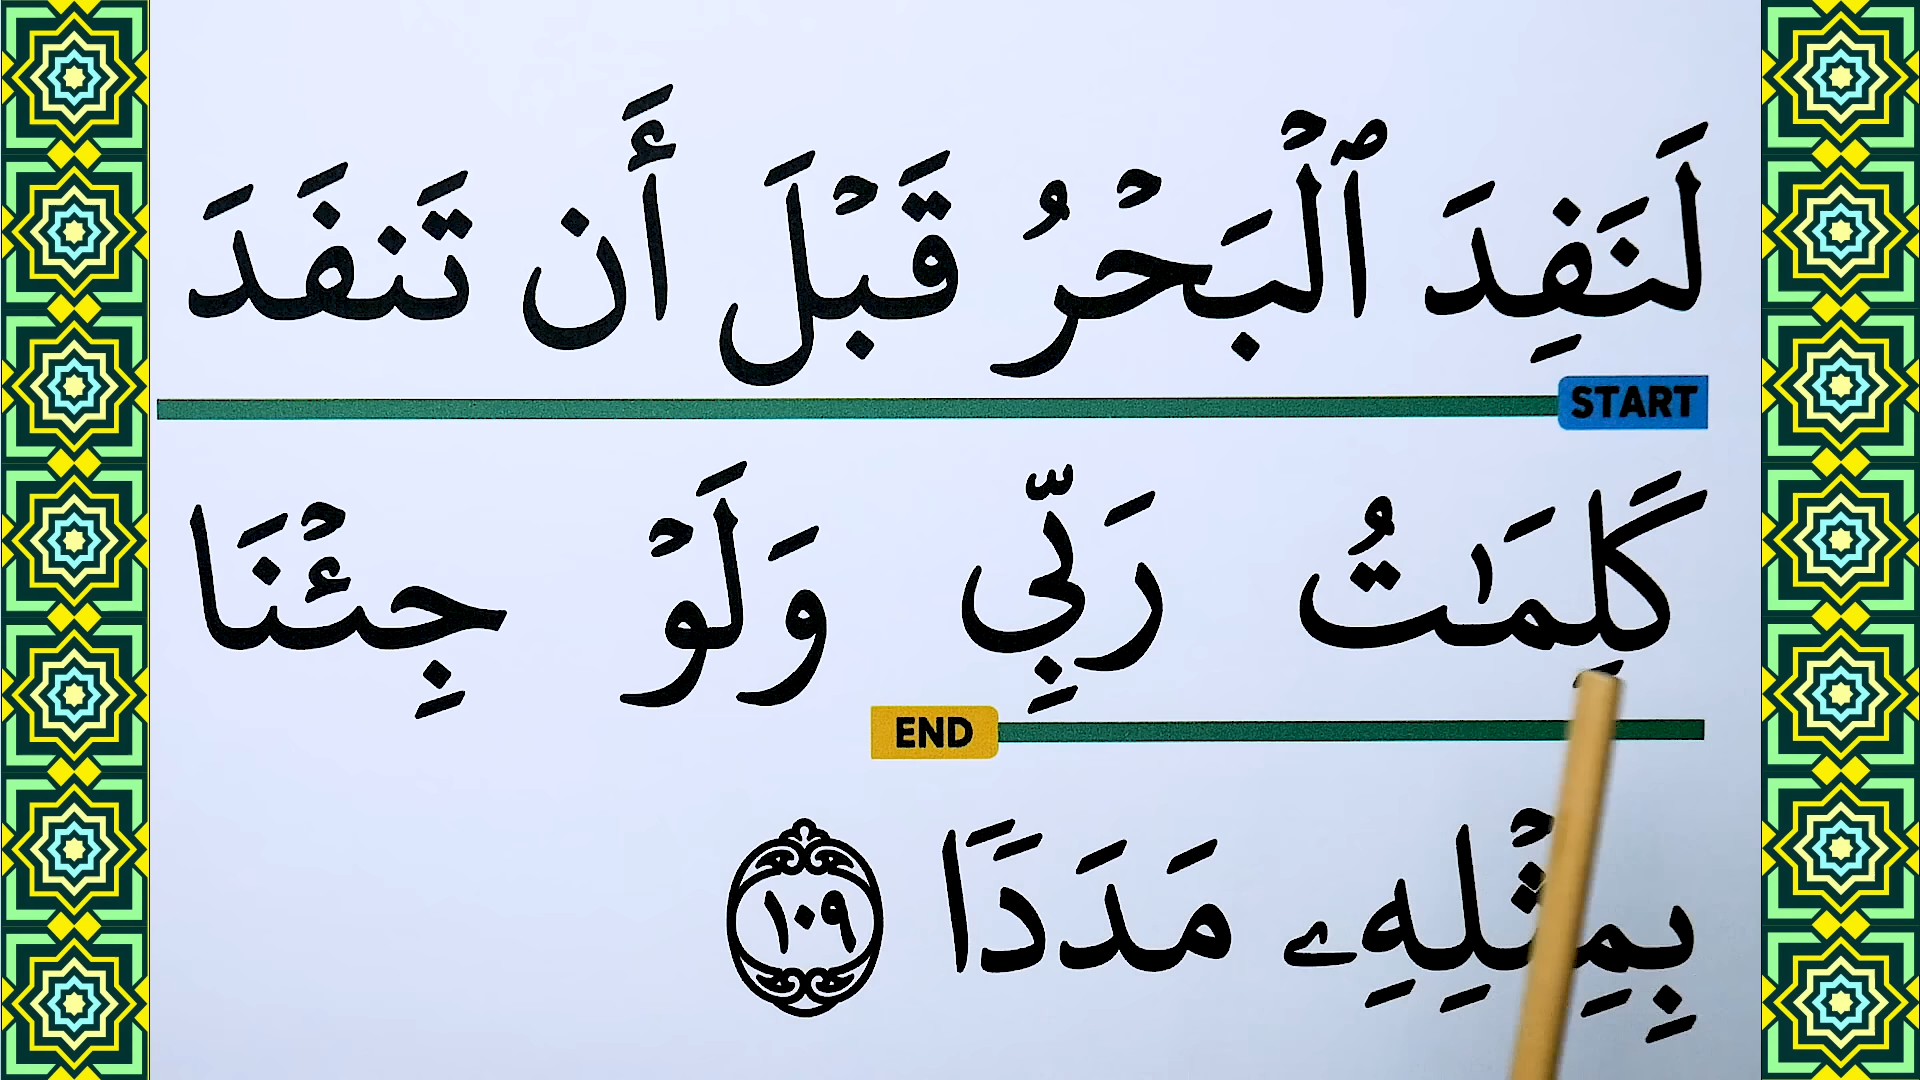 لَنَفِدَ ٱلْبَحْرُ قَبْلَ أَن تَنفَدَ
START
كَلِمَـٰتُ رَبِّي وَلَوْ جِئْنَا
END
بِمِثْلِهِۦ مَدَدًا ١٠٩